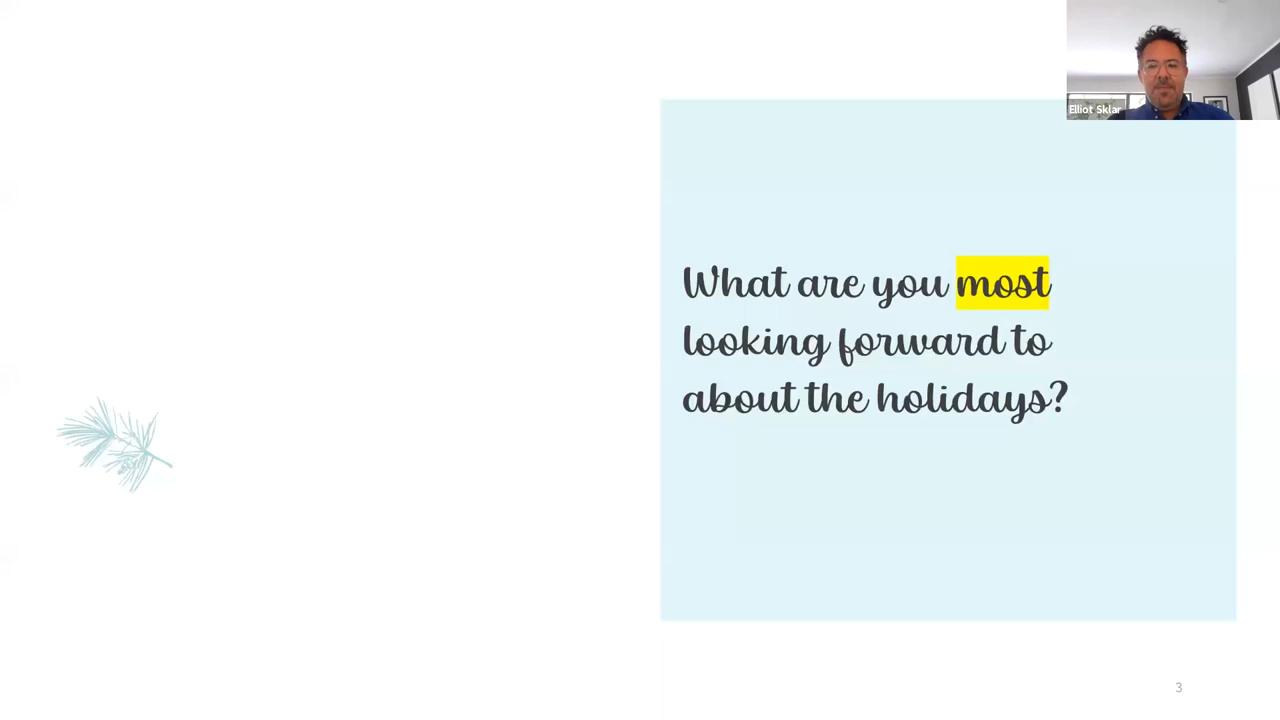 Elliot Sklar
What are you most
looking forward to
about the holidays?
3